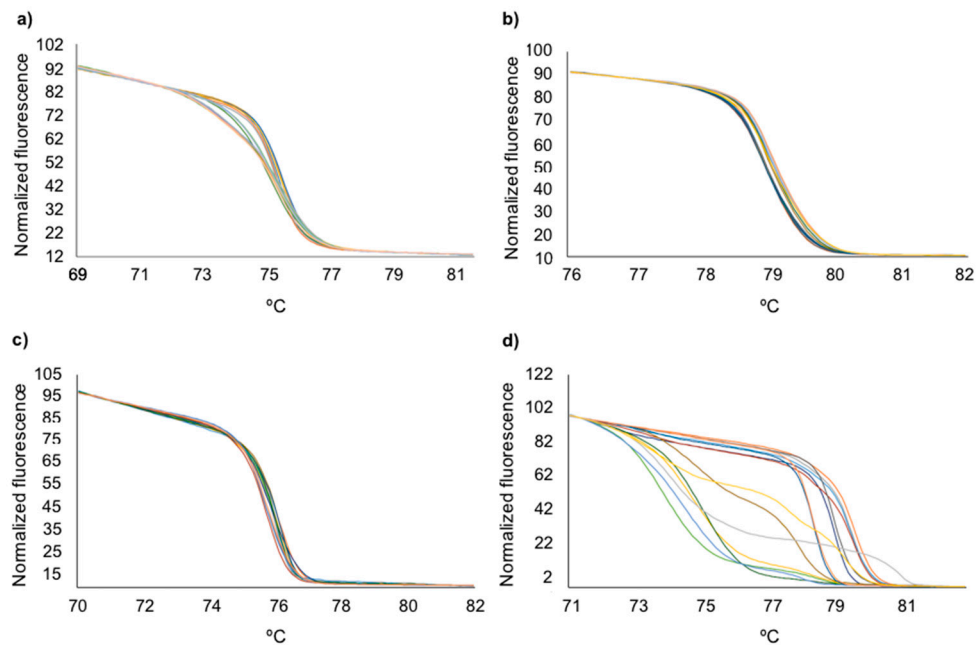 a)
Normalized fluorescence
102
92
82
72
62
52
42
32
22
12
69 71 73 75 77 79 81
ºC
b)
Normalized fluorescence
100
90
80
70
60
50
40
30
20
10
76 77 78 79 80 81 82
ºC
c)
Normalized fluorescence
105
95
85
75
65
55
45
35
25
15
70 72 74 76 78 80 82
ºC
d)
Normalized fluorescence
122
102
82
62
42
22
2
71 73 75 77 79 81
ºC